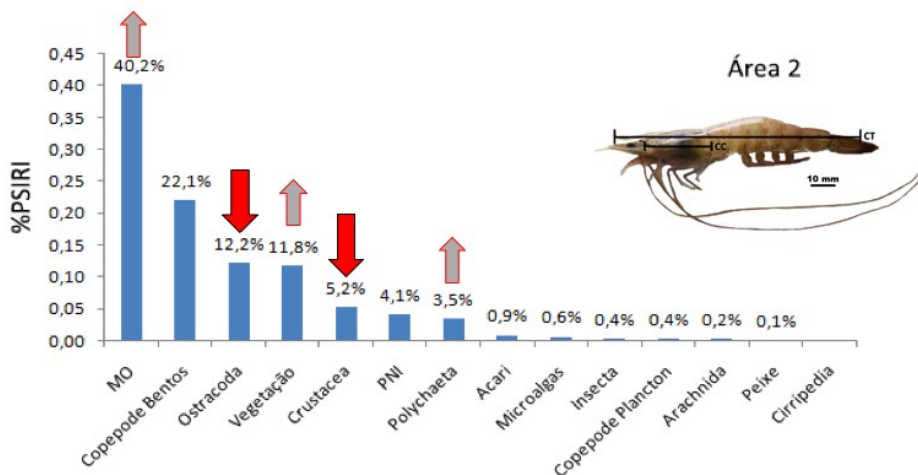 %PSIRI
0,45
0,40
0,35
0,30
0,25
0,20
0,15
0,10
0,05
0,00
40,2%
22,1%
12,2%
11,8%
5,2%
4,1%
3,5%
0,9%
0,6%
0,4%
0,4%
0,2%
0,1%
MO
Copepode Bentos
Ostracoda
Vegetação
Crustacea
PNI
Polychaeta
Acari
Microalgas
Insecta
Copepode Plancton
Arachnida
Peixe
Cirripedia
Área 2
CT
CC
10 mm